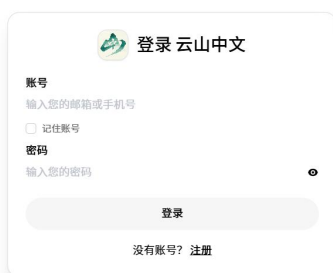 登录 云山中文
账号
输入您的邮箱或手机号
记住账号
密码
输入您的密码
登录
没有账号？ 注册